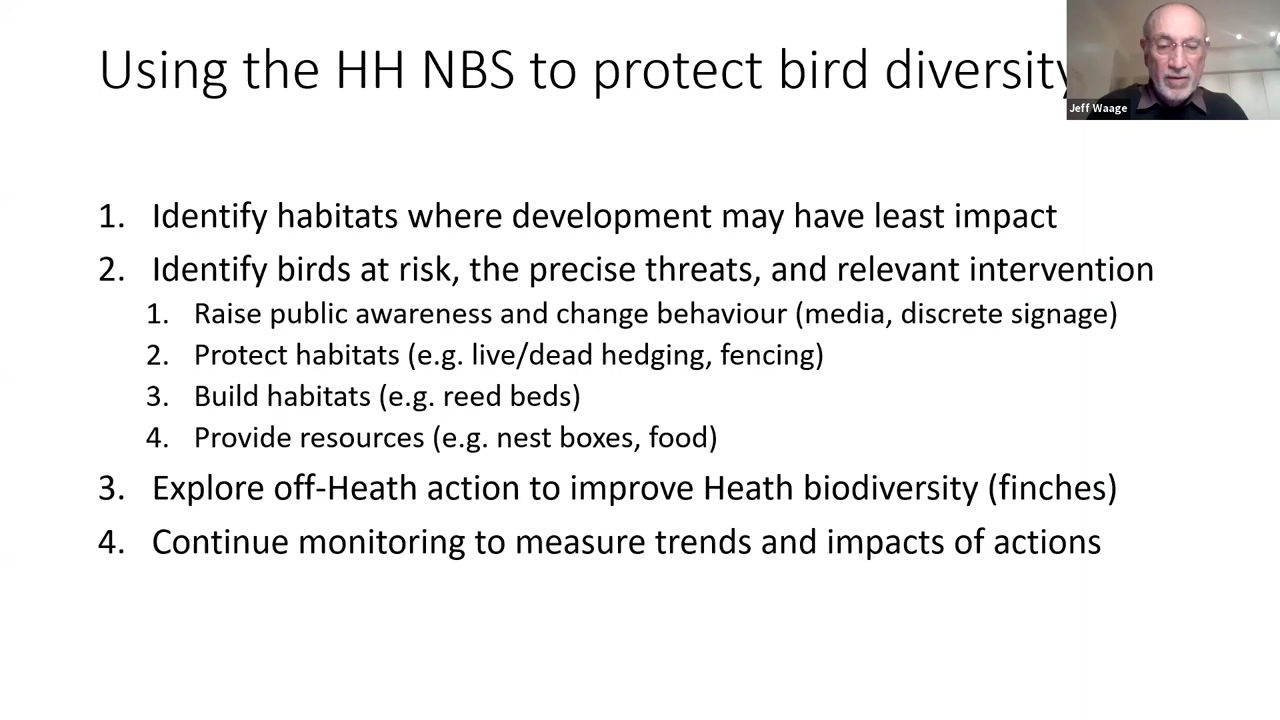 Using the HH NBS to protect bird diversity
Jeff Waage
1. Identify habitats where development may have least impact
2. Identify birds at risk, the precise threats, and relevant intervention
1. Raise public awareness and change behaviour (media, discrete signage)
2. Protect habitats (e.g. live/dead hedging, fencing)
3. Build habitats (e.g. reed beds)
4. Provide resources (e.g. nest boxes, food)
3. Explore off-Heath action to improve Heath biodiversity (finches)
4. Continue monitoring to measure trends and impacts of actions